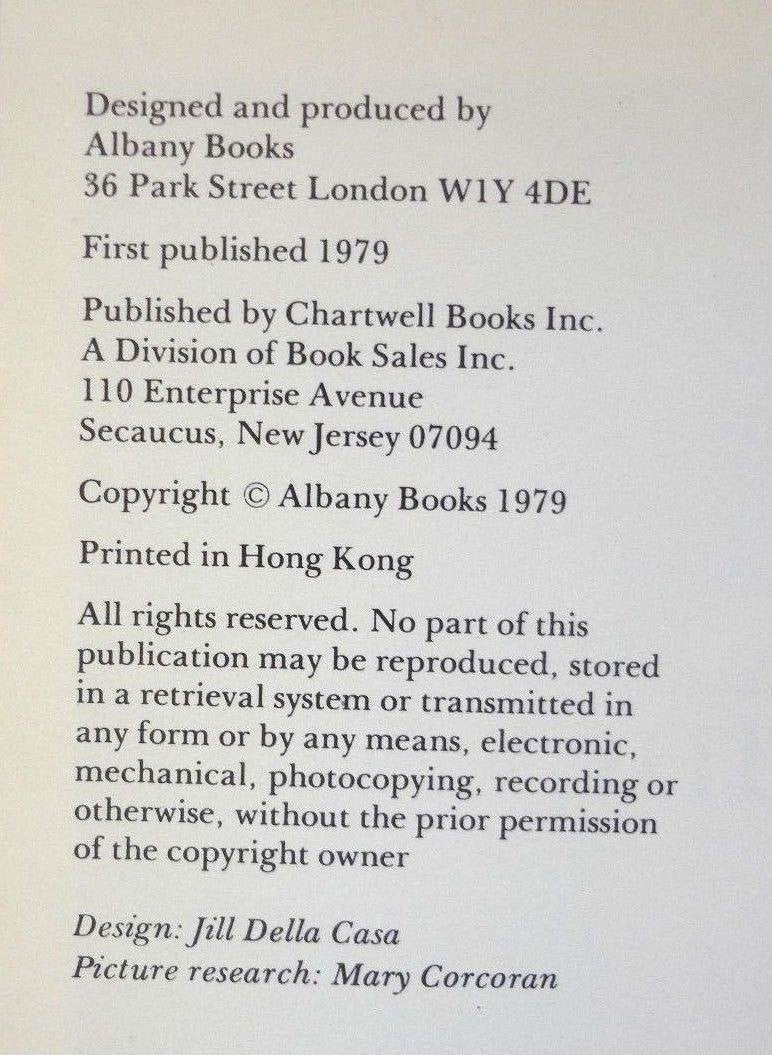 Designed and produced by
Albany Books
36 Park Street London W1Y 4DE
First published 1979
Published by Chartwell Books Inc.
A Division of Book Sales Inc.
110 Enterprise Avenue
Secaucus, New Jersey 07094
Copyright © Albany Books 1979
Printed in Hong Kong
All rights reserved. No part of this
publication may be reproduced, stored
in a retrieval system or transmitted in
any form or by any means, electronic,
mechanical, photocopying, recording or
otherwise, without the prior permission
of the copyright owner
Design: Jill Della Casa
Picture research: Mary Corcoran